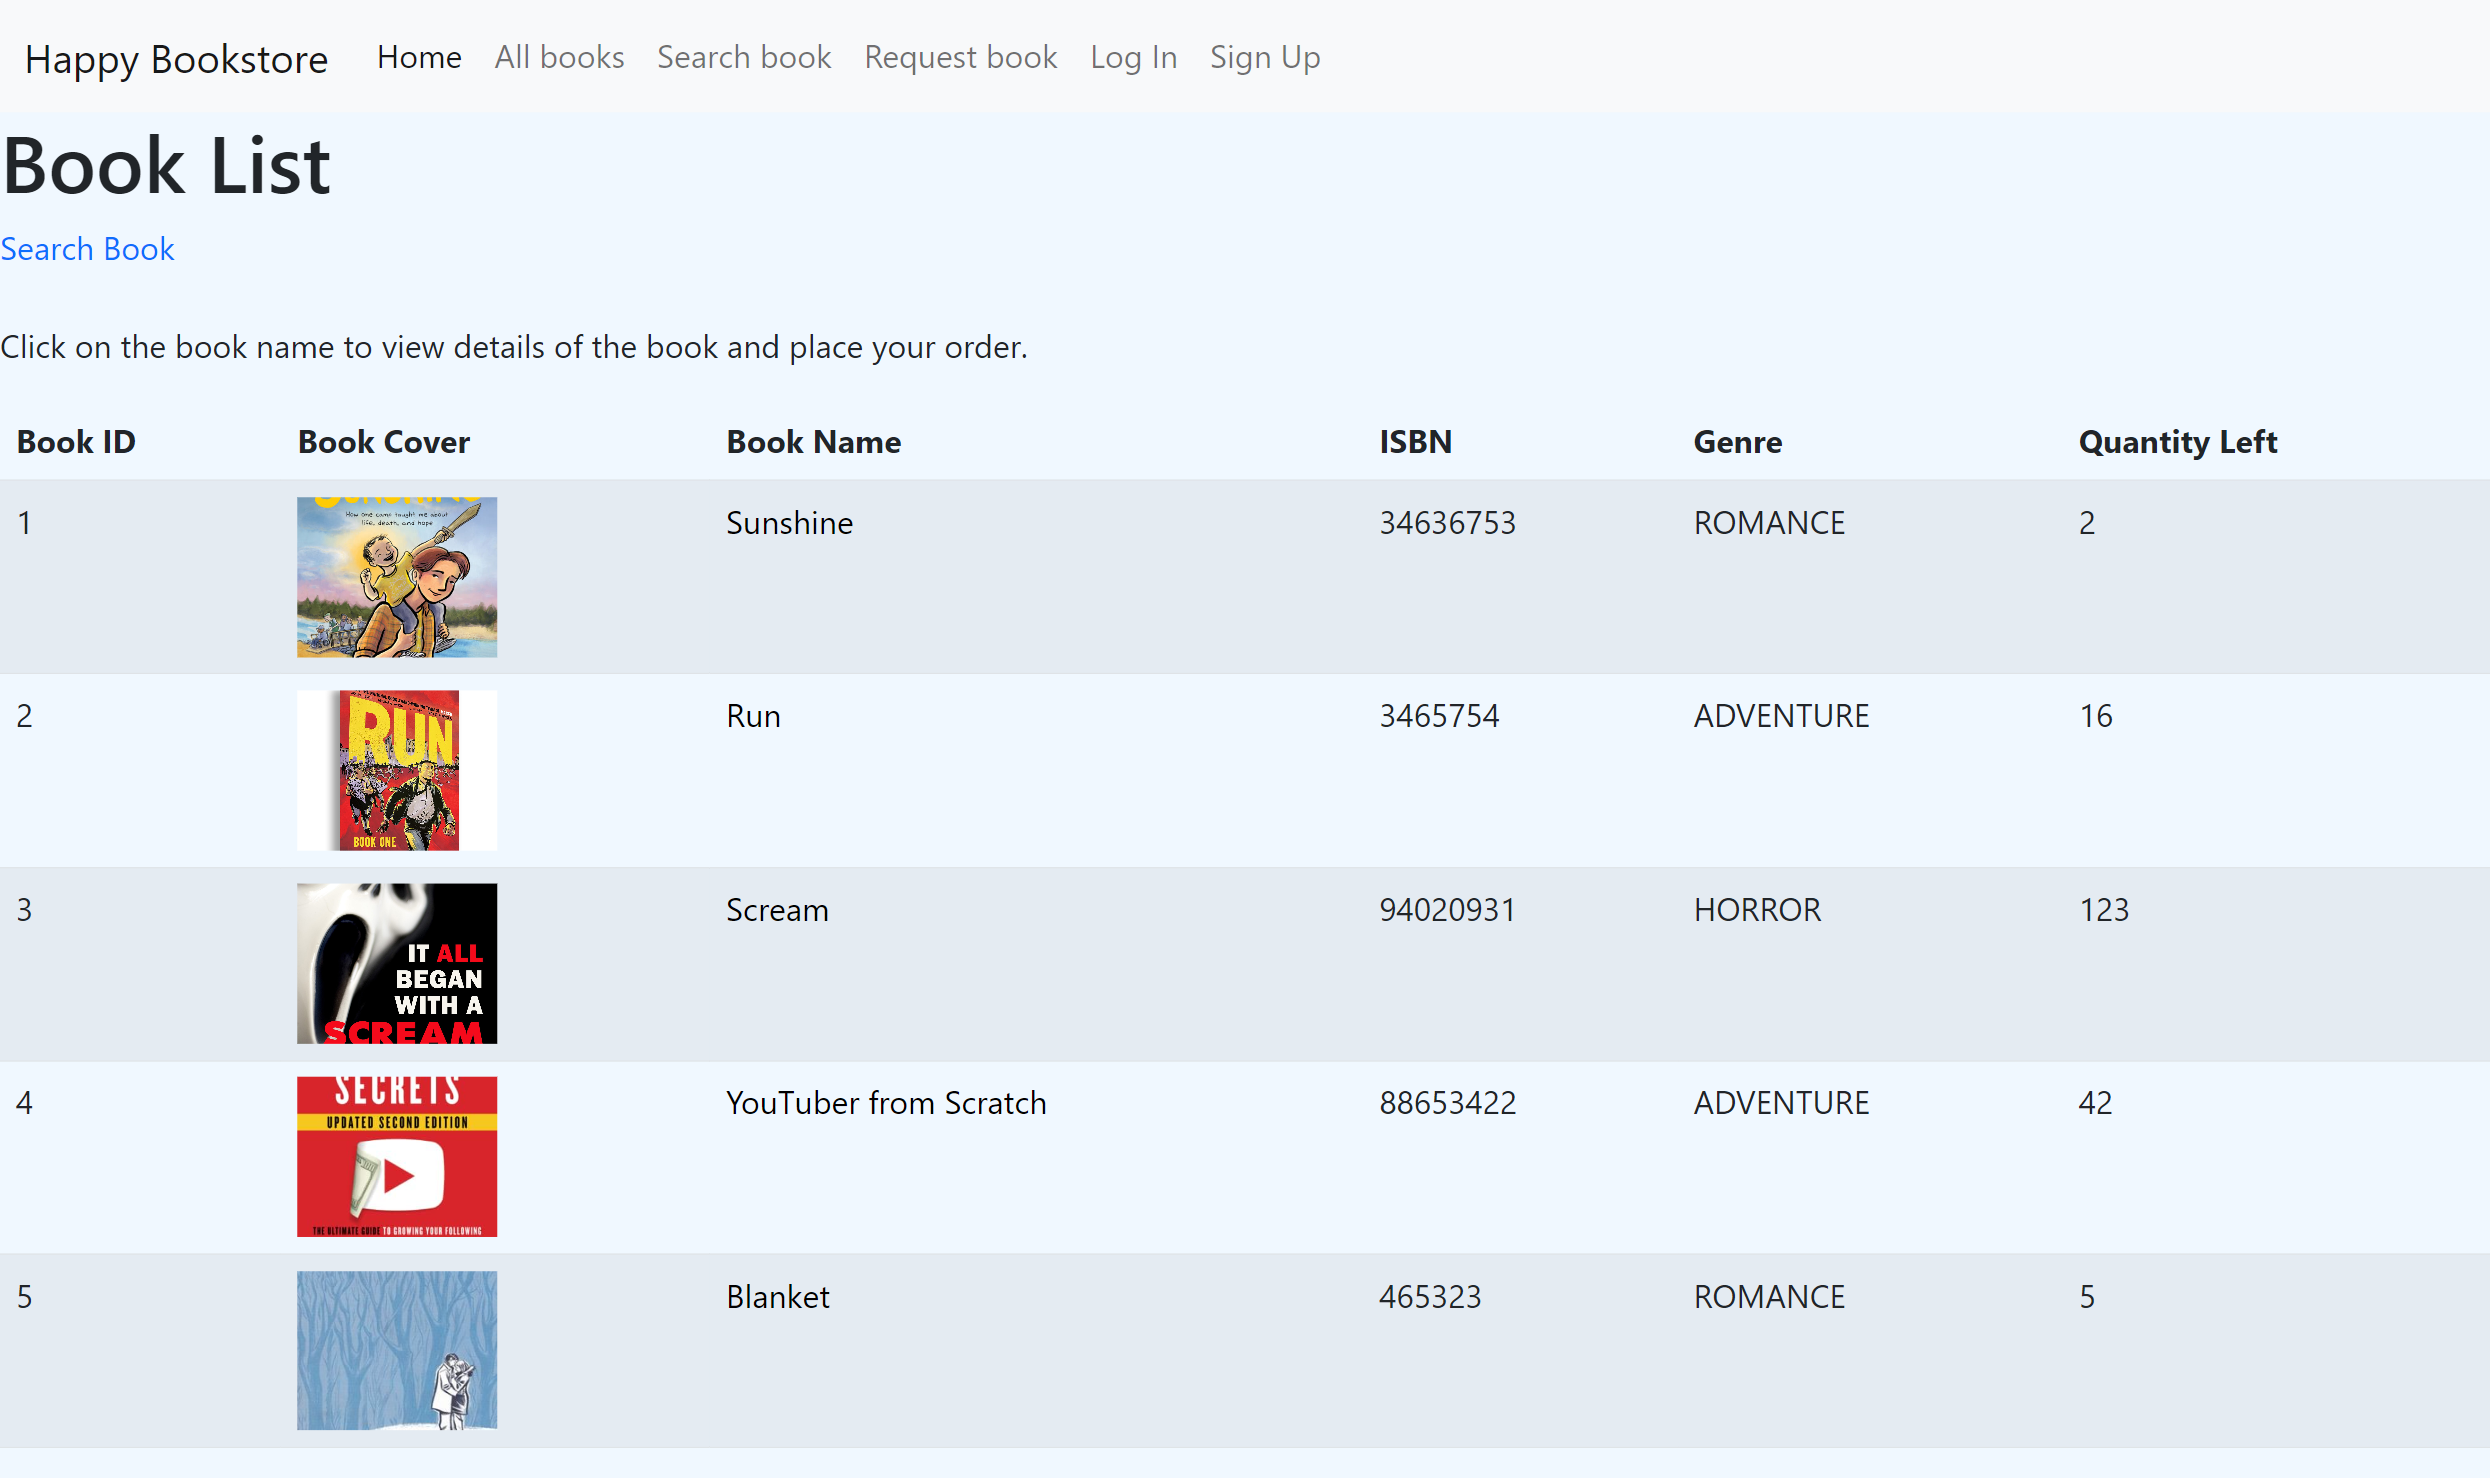 Happy Bookstore Home All books Search book Request book Log In Sign Up
Book List
Search Book
Click on the book name to view details of the book and place your order.
Book ID Book Cover Book Name ISBN Genre Quantity Left
1 Sunshine 34636753 ROMANCE 2
How one camp taught me about
life, death, and hope
2 Run 3465754 ADVENTURE 16
RUN
BOOK ONE
3 Scream 94020931 HORROR 123
IT ALL
BEGAN
WITH A
SCREAM
4 YouTuber from Scratch 88653422 ADVENTURE 42
SECRETS
UPDATED SECOND EDITION
THE ULTIMATE GUIDE TO GROWING YOUR FOLLOWING
5 Blanket 465323 ROMANCE 5